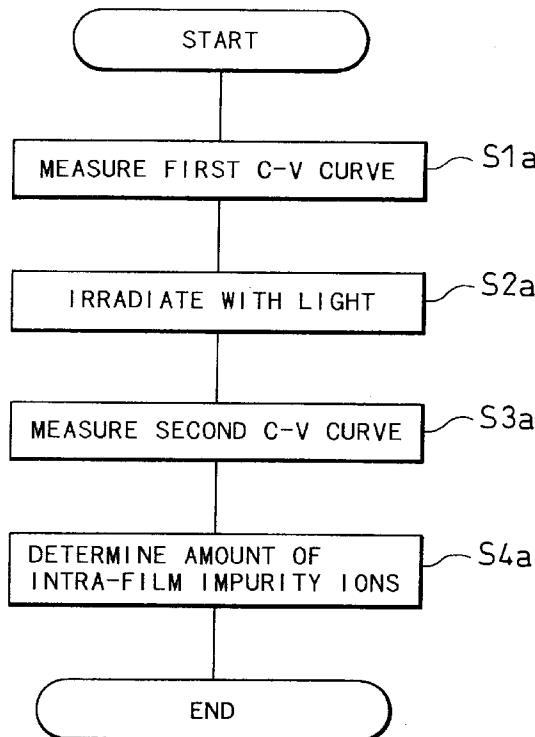 START
MEASURE FIRST C-V CURVE
S1a
IRRADIATE WITH LIGHT
S2a
MEASURE SECOND C-V CURVE
S3a
DETERMINE AMOUNT OF
INTRA-FILM IMPURITY IONS
S4a
END